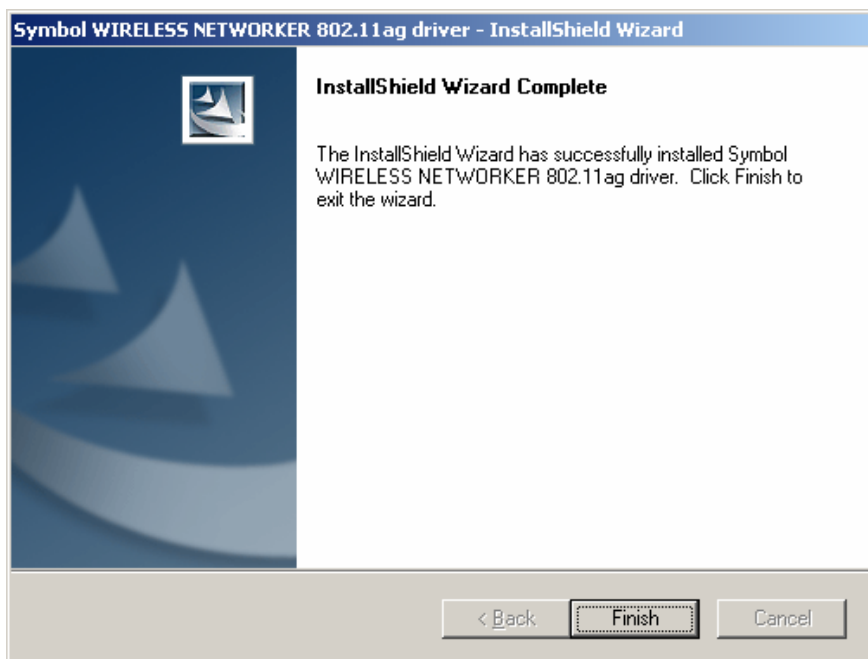 Symbol WIRELESS NETWORKER 802.11ag driver - InstallShield Wizard
InstallShield Wizard Complete
The InstallShield Wizard has successfully installed Symbol
WIRELESS NETWORKER 802.11ag driver. Click Finish to
exit the wizard.
< Back
Finish
Cancel